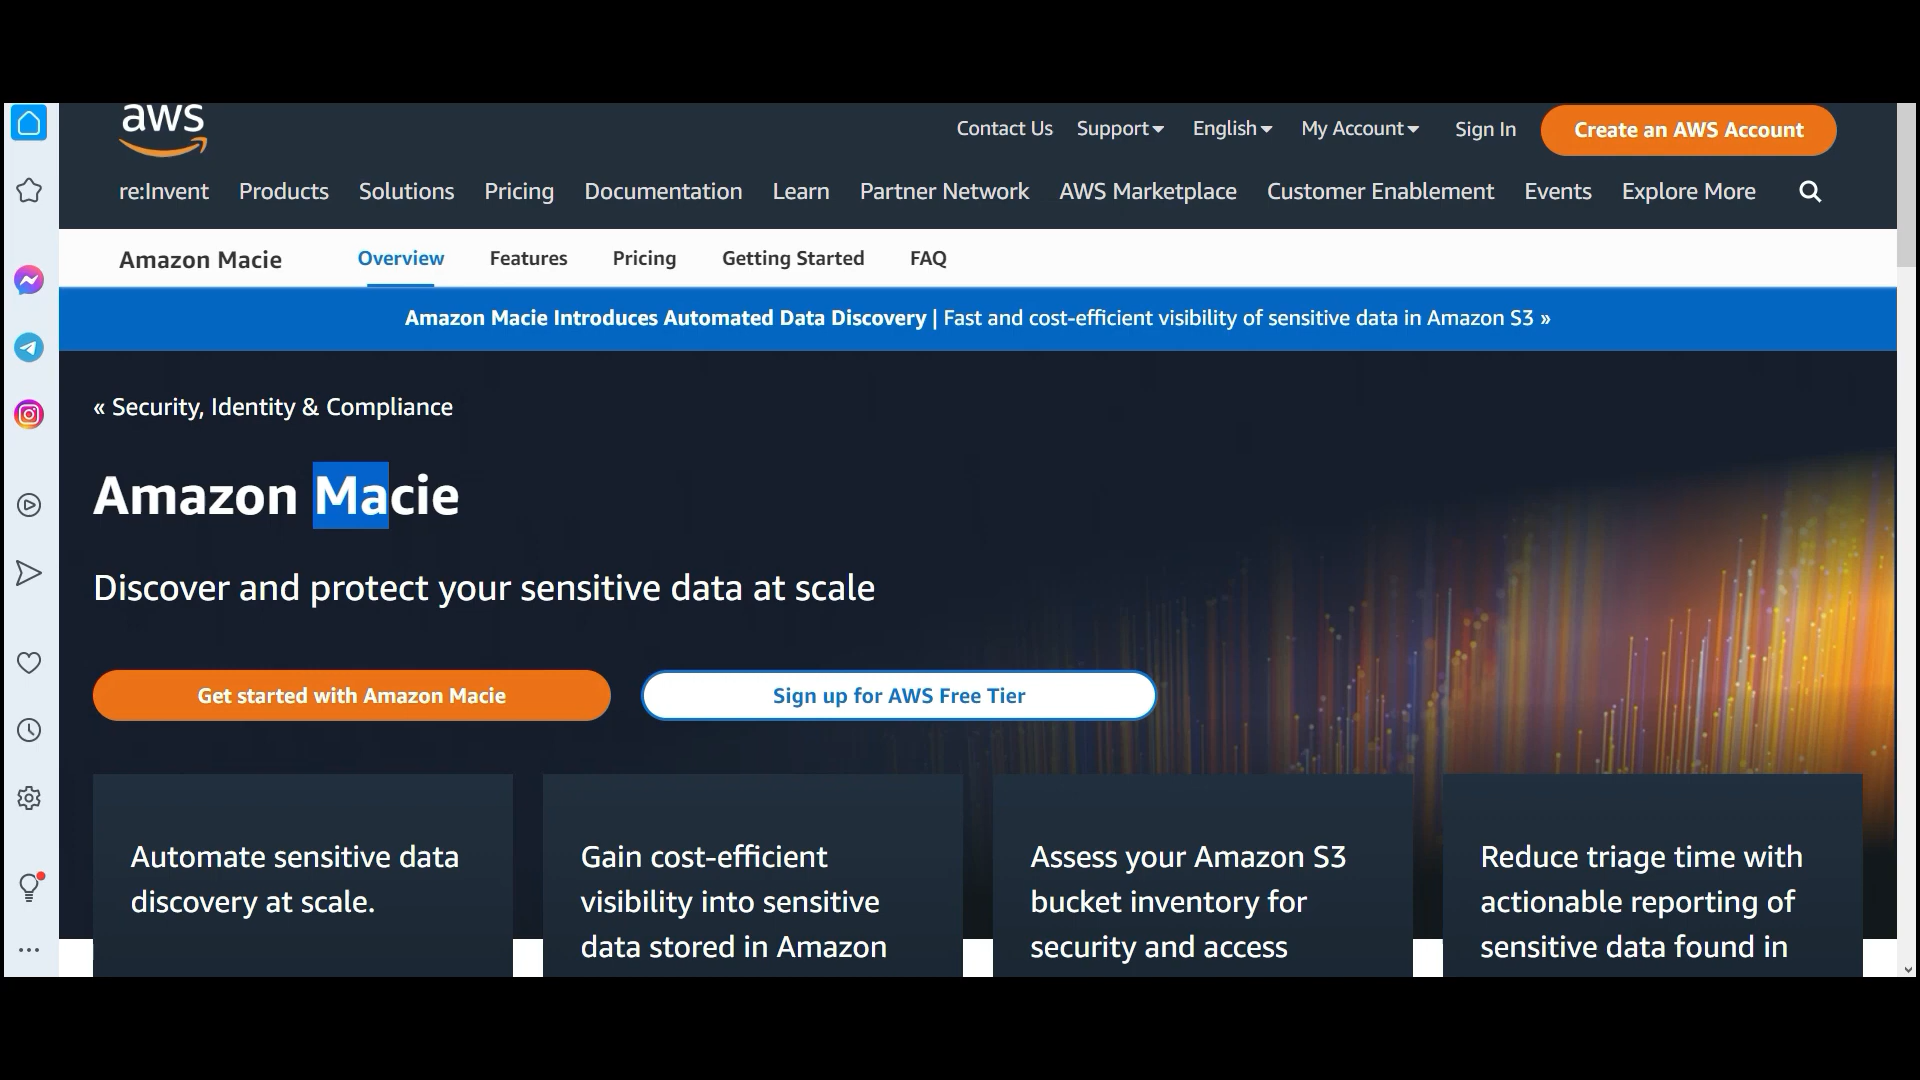 aws
Contact Us Support English My Account Sign In Create an AWS Account
re:Invent Products Solutions Pricing Documentation Learn Partner Network AWS Marketplace Customer Enablement Events Explore More
Amazon Macie Overview Features Pricing Getting Started FAQ
Amazon Macie Introduces Automated Data Discovery | Fast and cost-efficient visibility of sensitive data in Amazon S3 »
« Security, Identity & Compliance
Amazon Macie
Discover and protect your sensitive data at scale
Get started with Amazon Macie
Sign up for AWS Free Tier
Automate sensitive data
discovery at scale.
Gain cost-efficient
visibility into sensitive
data stored in Amazon
Assess your Amazon S3
bucket inventory for
security and access
Reduce triage time with
actionable reporting of
sensitive data found in